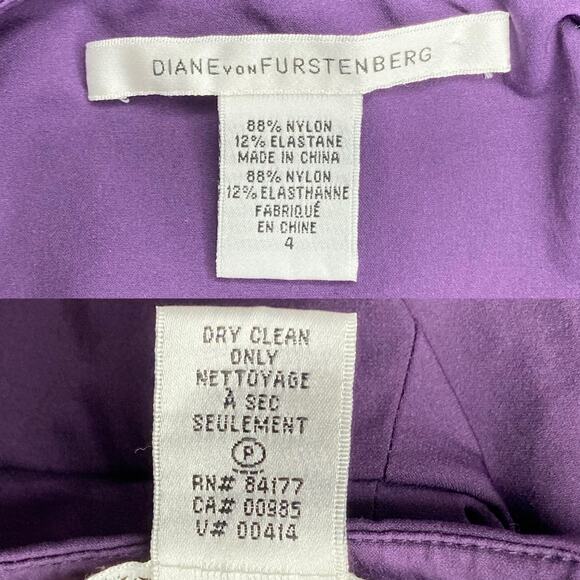 DIANE VON FURSTENBERG
88% NYLON
12% ELASTANE
MADE IN CHINA
88% NYLON
12% ELASTHANNE
FABRIQUÉ
EN CHINE
4
DRY CLEAN
ONLY
NETTOYAGE
À SEC
SEULEMENT
P
RN# 84177
CA# 00985
V# 00414